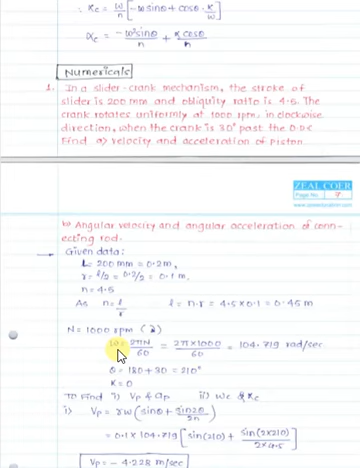 ∴ αc = ω/n [-ω sinθ + cosθ · α/ω]
αc = -ω² sinθ / n + α cosθ / n
Numericals
1. In a slider-crank mechanism, the stroke of
slider is 200 mm and obliquity ratio is 4.5. The
crank rotates uniformly at 1000 rpm, in clockwise
direction, when the crank is 30° past the O.D.C
Find a) velocity and acceleration of piston.
ZEAL COER
Page No. 7
b) Angular velocity and angular acceleration of conn-
ecting rod.
→ Given data:
L = 200 mm = 0.2 m,
r = L/2 = 0.2/2 = 0.1 m,
n = 4.5
As n = l/r l = n·r = 4.5 × 0.1 = 0.45 m
N = 1000 rpm (2)
ω = 2πN/60 = 2π×1000/60 = 104.719 rad/sec
θ = 180 + 30 = 210°
α = 0
To Find i) Vp & ap ii) ωc & αc
i) Vp = rω (sinθ + sin2θ/2n)
= 0.1 × 104.719 [sin(210) + sin(2×210)/2×4.5]
Vp = - 4.228 m/sec